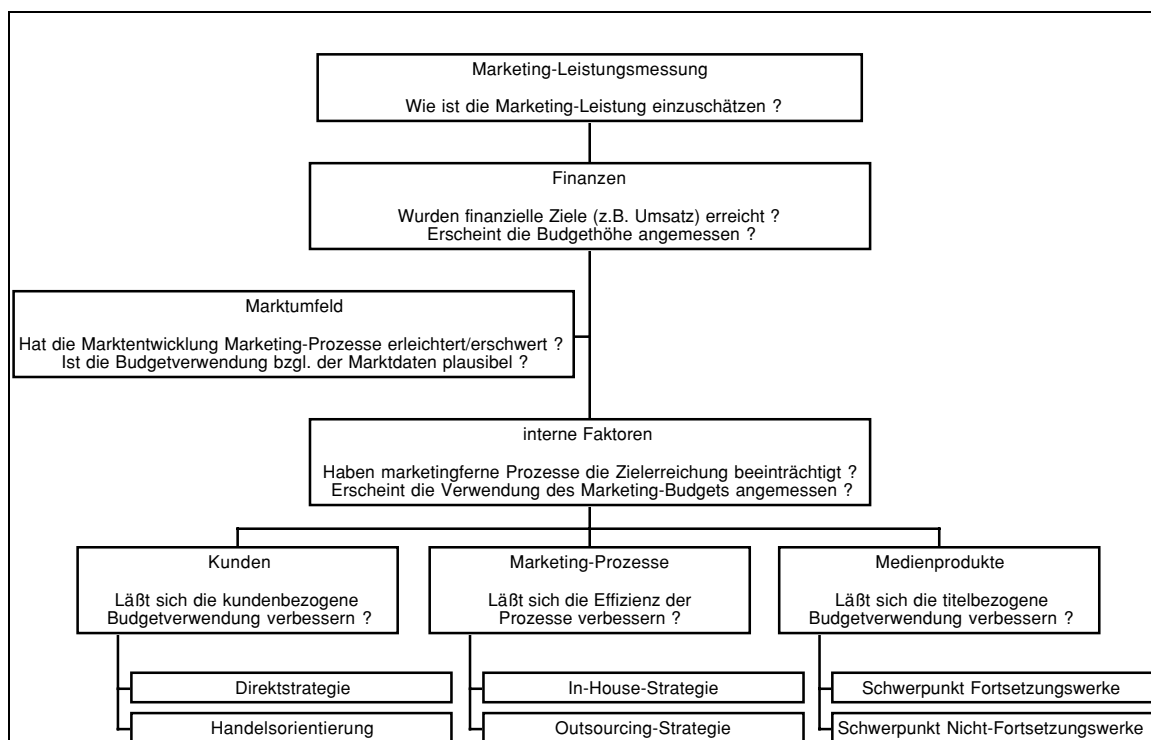 Marketing-Leistungsmessung
Wie ist die Marketing-Leistung einzuschätzen ?
Finanzen
Wurden finanzielle Ziele (z.B. Umsatz) erreicht ?
Erscheint die Budgethöhe angemessen ?
Marktumfeld
Hat die Marktentwicklung Marketing-Prozesse erleichtert/erschwert ?
Ist die Budgetverwendung bzgl. der Marktdaten plausibel ?
interne Faktoren
Haben marketingferne Prozesse die Zielerreichung beeinträchtigt ?
Erscheint die Verwendung des Marketing-Budgets angemessen ?
Kunden
Läßt sich die kundenbezogene
Budgetverwendung verbessern ?
Marketing-Prozesse
Läßt sich die Effizienz der
Prozesse verbessern ?
Medienprodukte
Läßt sich die titelbezogene
Budgetverwendung verbessern ?
Direktstrategie
Handelsorientierung
In-House-Strategie
Outsourcing-Strategie
Schwerpunkt Fortsetzungswerke
Schwerpunkt Nicht-Fortsetzungswerke